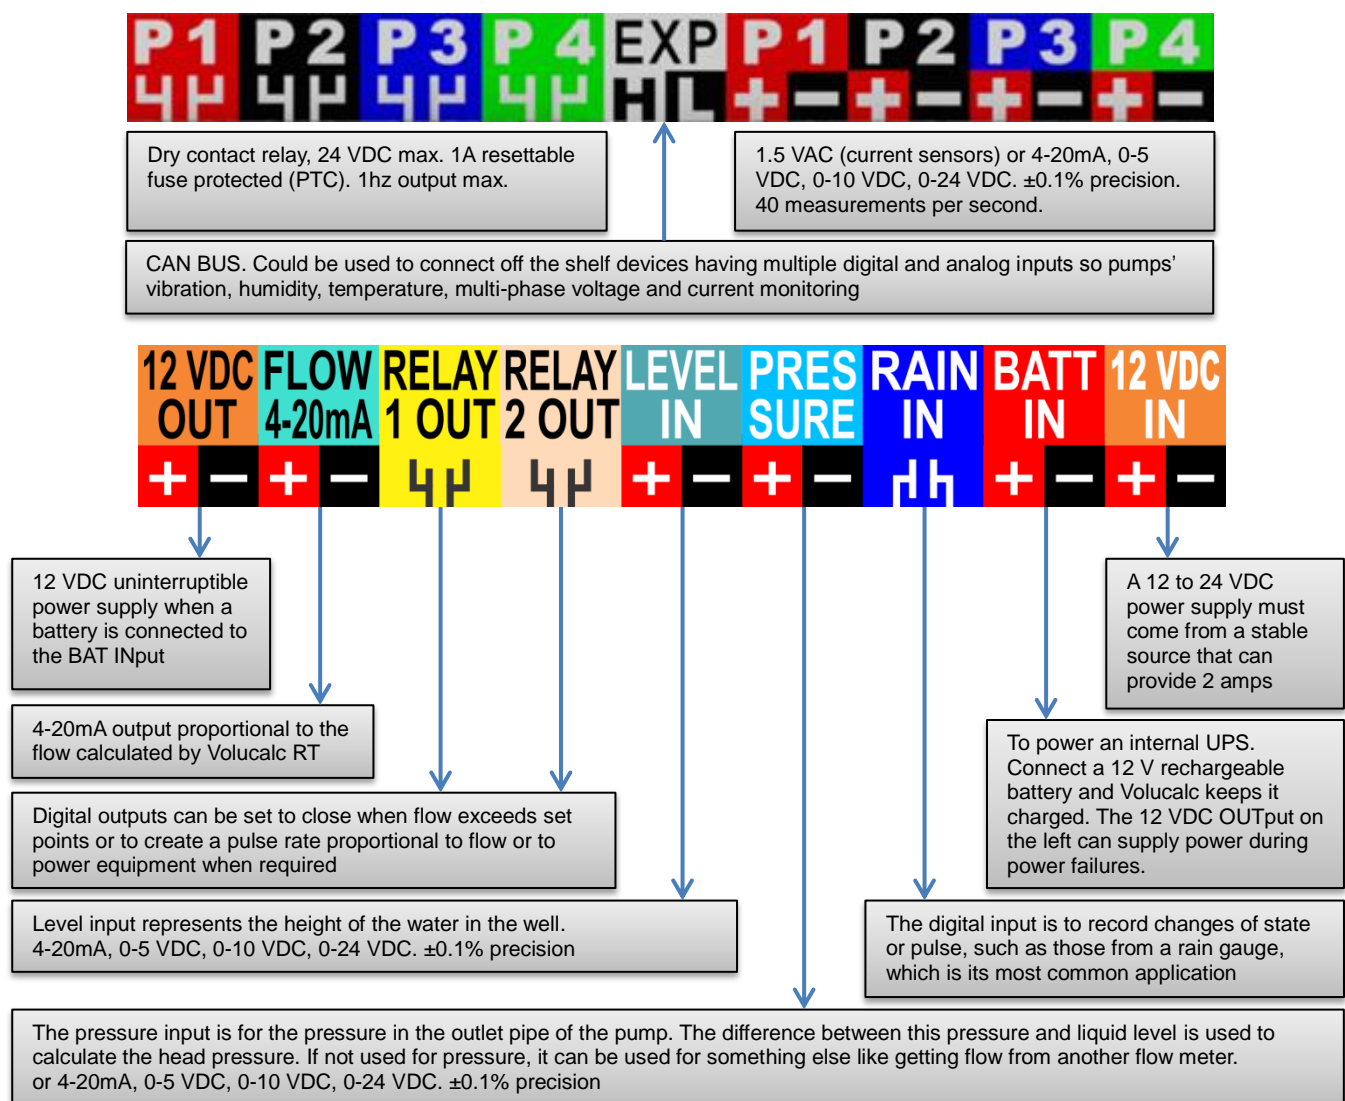 P1 P2 P3 P4 EXP P1 P2 P3 P4
H L + - + - + - + -
Dry contact relay, 24 VDC max. 1A resettable
fuse protected (PTC). 1hz output max.
1.5 VAC (current sensors) or 4-20mA, 0-5
VDC, 0-10 VDC, 0-24 VDC. ±0.1% precision.
40 measurements per second.
CAN BUS. Could be used to connect off the shelf devices having multiple digital and analog inputs so pumps’
vibration, humidity, temperature, multi-phase voltage and current monitoring
12 VDC OUT
FLOW 4-20mA
RELAY 1 OUT
RELAY 2 OUT
LEVEL IN
PRES SURE
RAIN IN
BATT IN
12 VDC IN
+ - + - + - + - + - + -
12 VDC uninterruptible
power supply when a
battery is connected to
the BAT INput
A 12 to 24 VDC
power supply must
come from a stable
source that can
provide 2 amps
4-20mA output proportional to the
flow calculated by Volucalc RT
To power an internal UPS.
Connect a 12 V rechargeable
battery and Volucalc keeps it
charged. The 12 VDC OUTput on
the left can supply power during
power failures.
Digital outputs can be set to close when flow exceeds set
points or to create a pulse rate proportional to flow or to
power equipment when required
Level input represents the height of the water in the well.
4-20mA, 0-5 VDC, 0-10 VDC, 0-24 VDC. ±0.1% precision
The digital input is to record changes of state
or pulse, such as those from a rain gauge,
which is its most common application
The pressure input is for the pressure in the outlet pipe of the pump. The difference between this pressure and liquid level is used to
calculate the head pressure. If not used for pressure, it can be used for something else like getting flow from another flow meter.
or 4-20mA, 0-5 VDC, 0-10 VDC, 0-24 VDC. ±0.1% precision